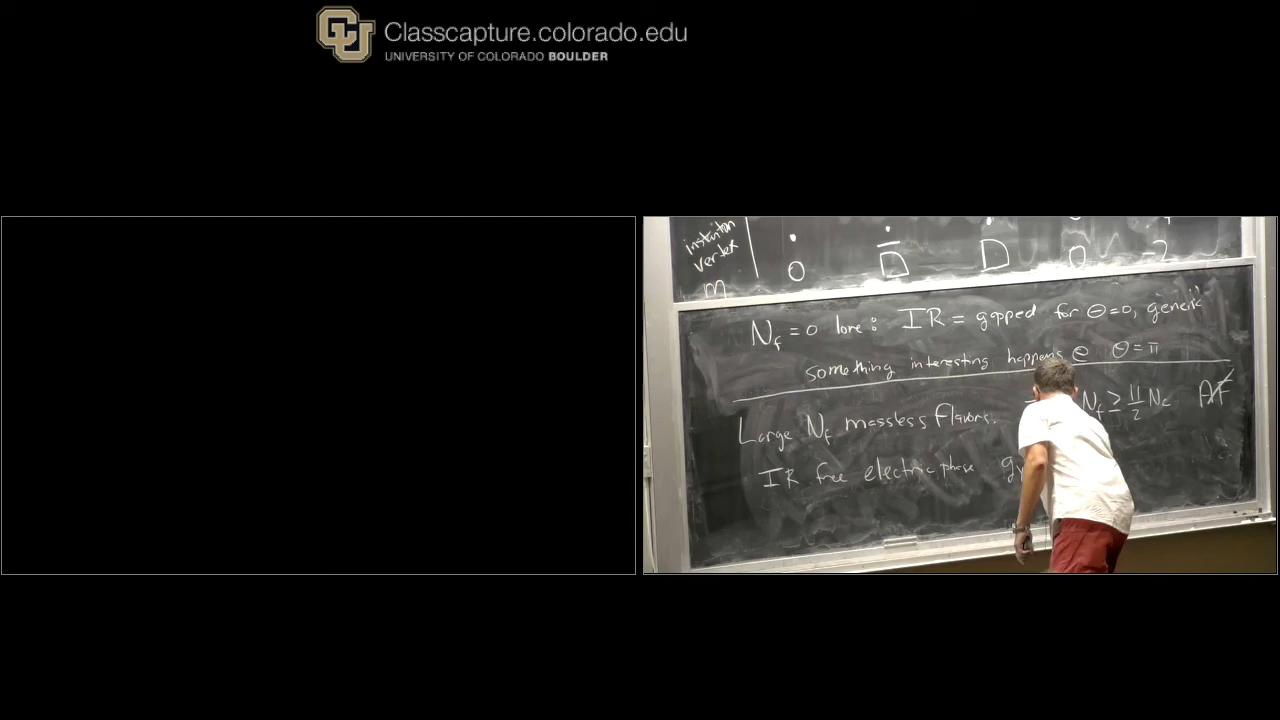 Classcapture.colorado.edu
UNIVERSITY OF COLORADO BOULDER
instanton
vertex
m 0 D̄ D 0 -2
N_f = 0 lore: IR = gapped for Θ=0, generic
something interesting happens @ Θ = π
Large N_f massless flavors. N_f ≥ 11/2 N_c AF
IR free electric phase